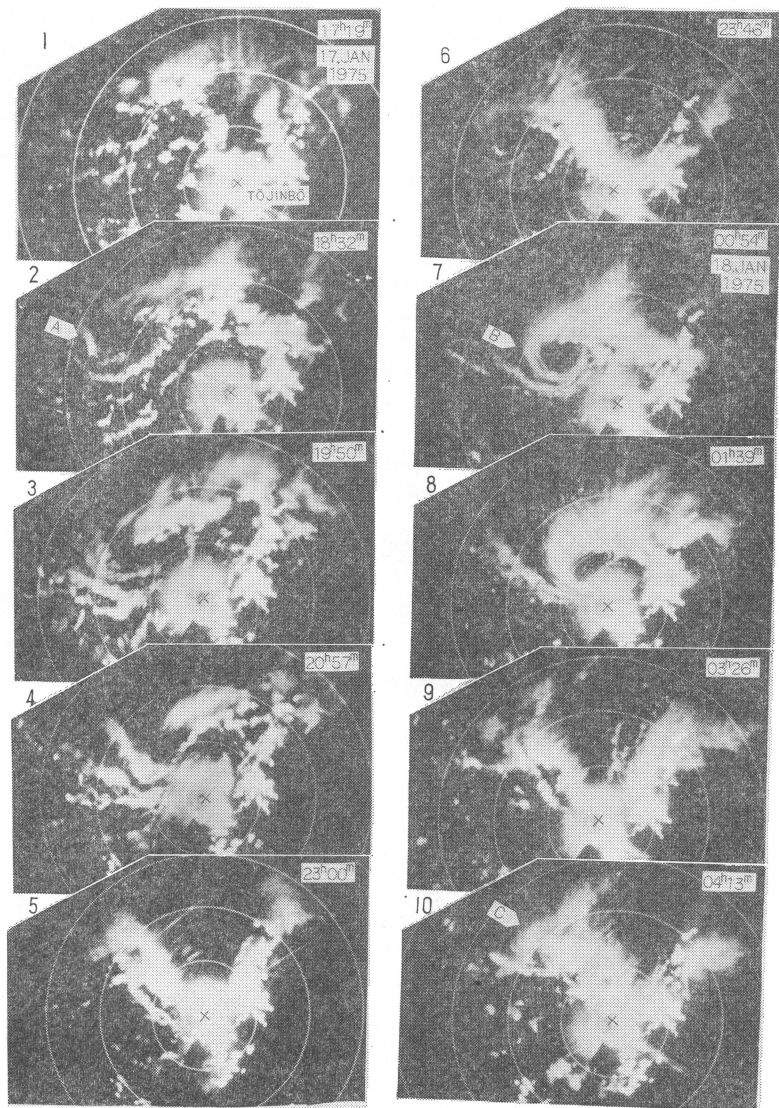 1
17ʰ19ᵐ
17.JAN
1975
TŌJINBŌ
2
18ʰ32ᵐ
A
3
19ʰ50ᵐ
4
20ʰ57ᵐ
5
23ʰ00ᵐ
6
23ʰ46ᵐ
7
00ʰ54ᵐ
18.JAN
1975
B
8
01ʰ39ᵐ
9
03ʰ26ᵐ
10
04ʰ13ᵐ
C